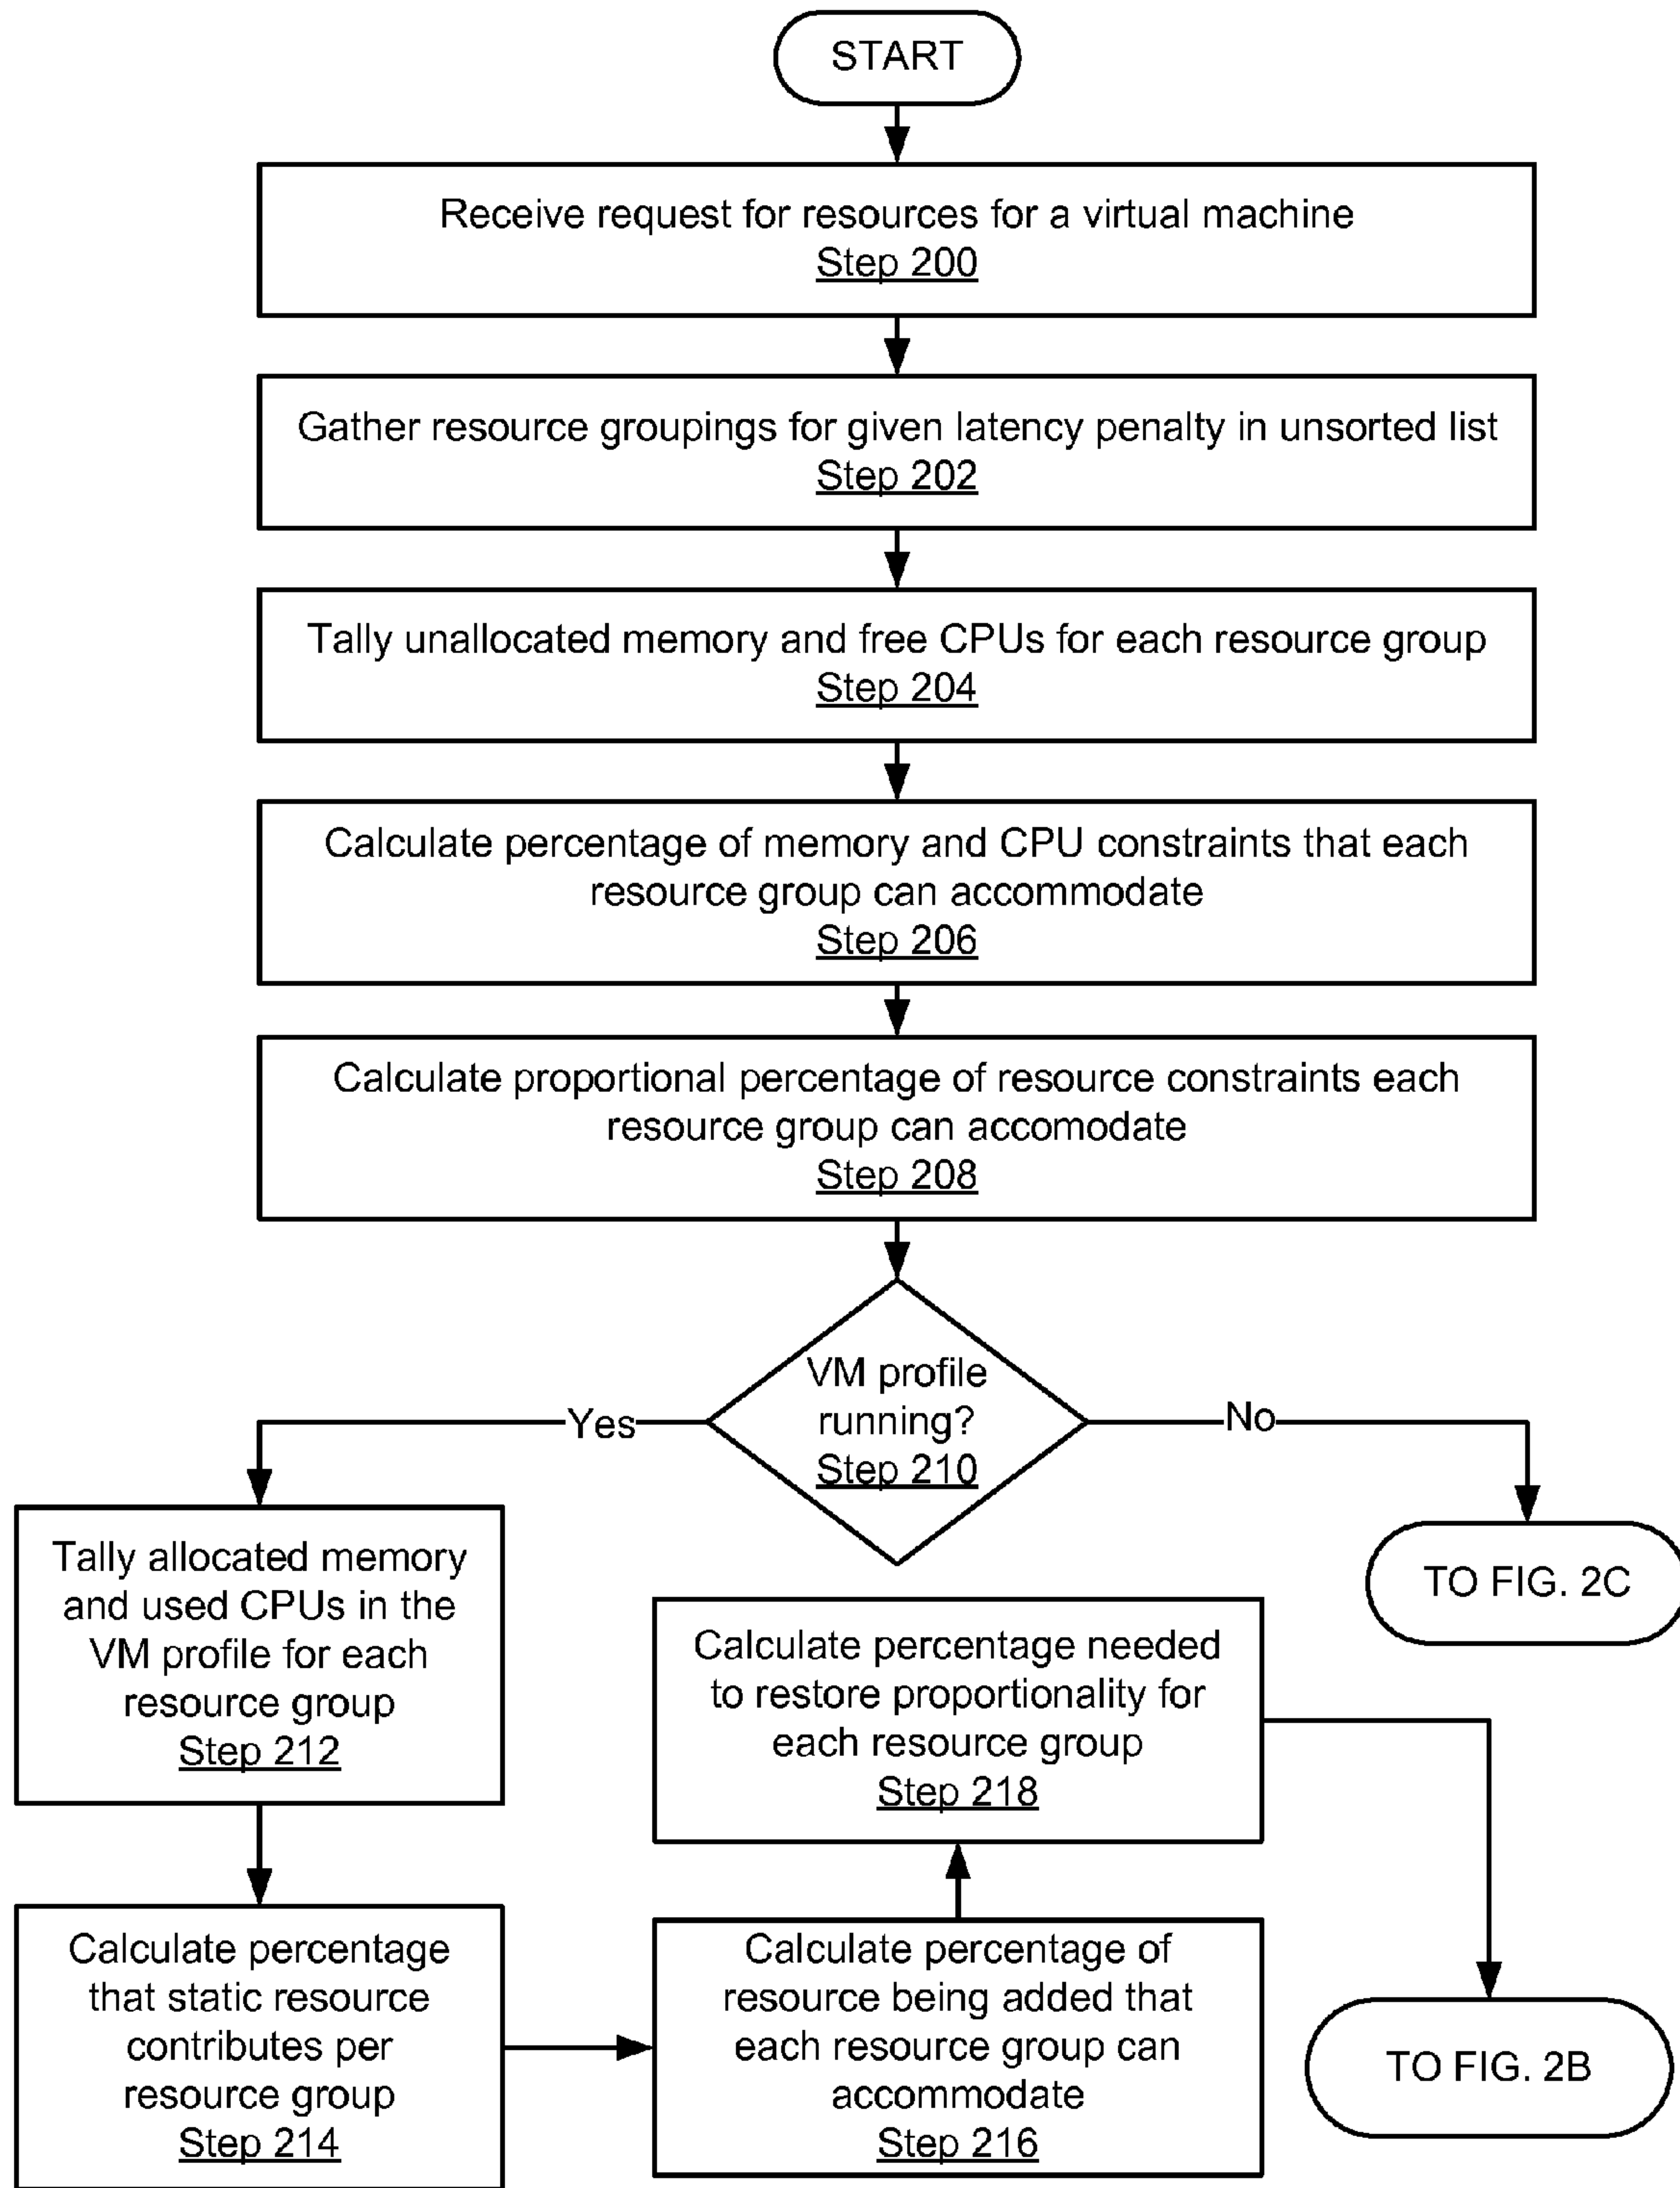 START
Receive request for resources for a virtual machine
Step 200
Gather resource groupings for given latency penalty in unsorted list
Step 202
Tally unallocated memory and free CPUs for each resource group
Step 204
Calculate percentage of memory and CPU constraints that each
resource group can accommodate
Step 206
Calculate proportional percentage of resource constraints each
resource group can accomodate
Step 208
VM profile
running?
Step 210
Yes
No
Tally allocated memory
and used CPUs in the
VM profile for each
resource group
Step 212
Calculate percentage
that static resource
contributes per
resource group
Step 214
Calculate percentage of
resource being added that
each resource group can
accommodate
Step 216
Calculate percentage needed
to restore proportionality for
each resource group
Step 218
TO FIG. 2C
TO FIG. 2B